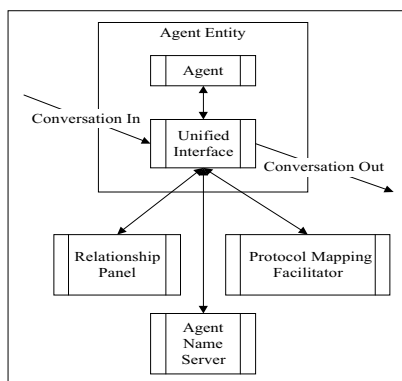 Agent Entity
Agent
Conversation In
Unified
Interface
Conversation Out
Relationship
Panel
Protocol Mapping
Facilitator
Agent
Name
Server